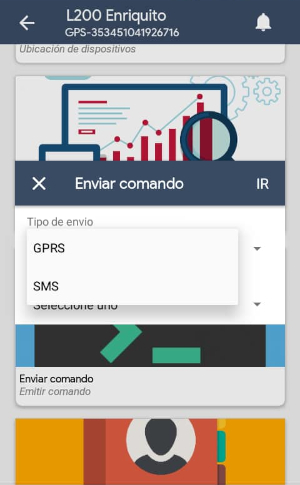 L200 Enriquito
GPS-353451041926716
Ubicación de dispositivos
Enviar comando
IR
Tipo de envio
GPRS
SMS
Seleccione uno
Enviar comando
Emitir comando